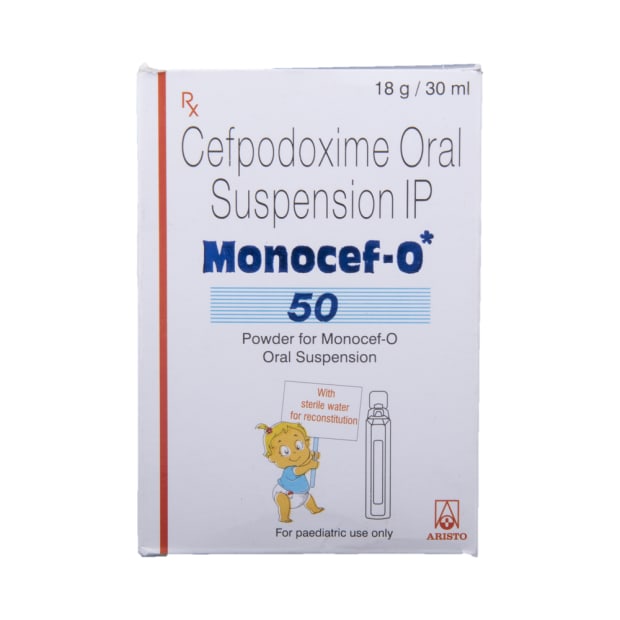 18 g / 30 ml
Rx
Cefpodoxime Oral
Suspension IP
Monocef-O*
50
Powder for Monocef-O
Oral Suspension
With
sterile water
for reconstitution
For paediatric use only
ARISTO